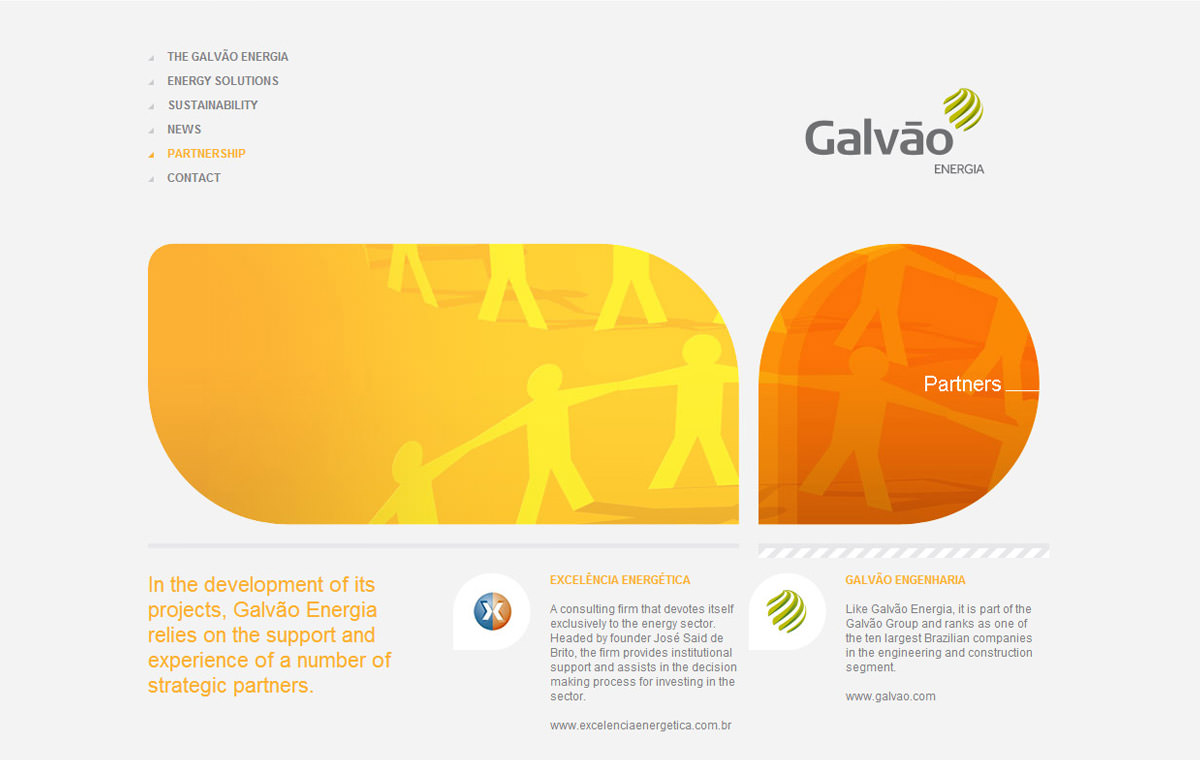 THE GALVÃO ENERGIA
ENERGY SOLUTIONS
SUSTAINABILITY
NEWS
PARTNERSHIP
CONTACT
Galvão
ENERGIA
Partners
In the development of its
projects, Galvão Energia
relies on the support and
experience of a number of
strategic partners.
EXCELÊNCIA ENERGÉTICA
A consulting firm that devotes itself
exclusively to the energy sector.
Headed by founder José Said de
Brito, the firm provides institutional
support and assists in the decision
making process for investing in the
sector.
www.excelenciaenergetica.com.br
GALVÃO ENGENHARIA
Like Galvão Energia, it is part of the
Galvão Group and ranks as one of
the ten largest Brazilian companies
in the engineering and construction
segment.
www.galvao.com